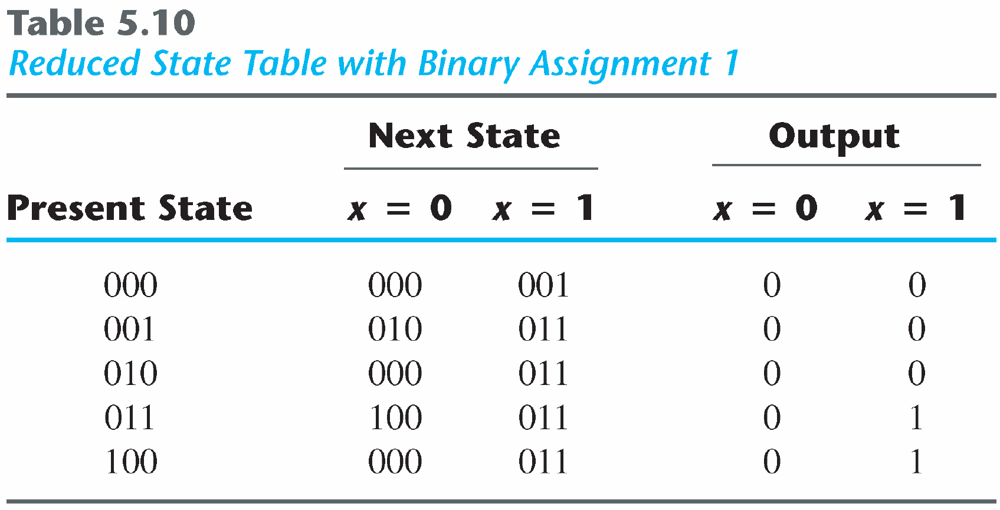 Table 5.10
Reduced State Table with Binary Assignment 1
Next State Output
Present State x = 0 x = 1 x = 0 x = 1
000 000 001 0 0
001 010 011 0 0
010 000 011 0 0
011 100 011 0 1
100 000 011 0 1